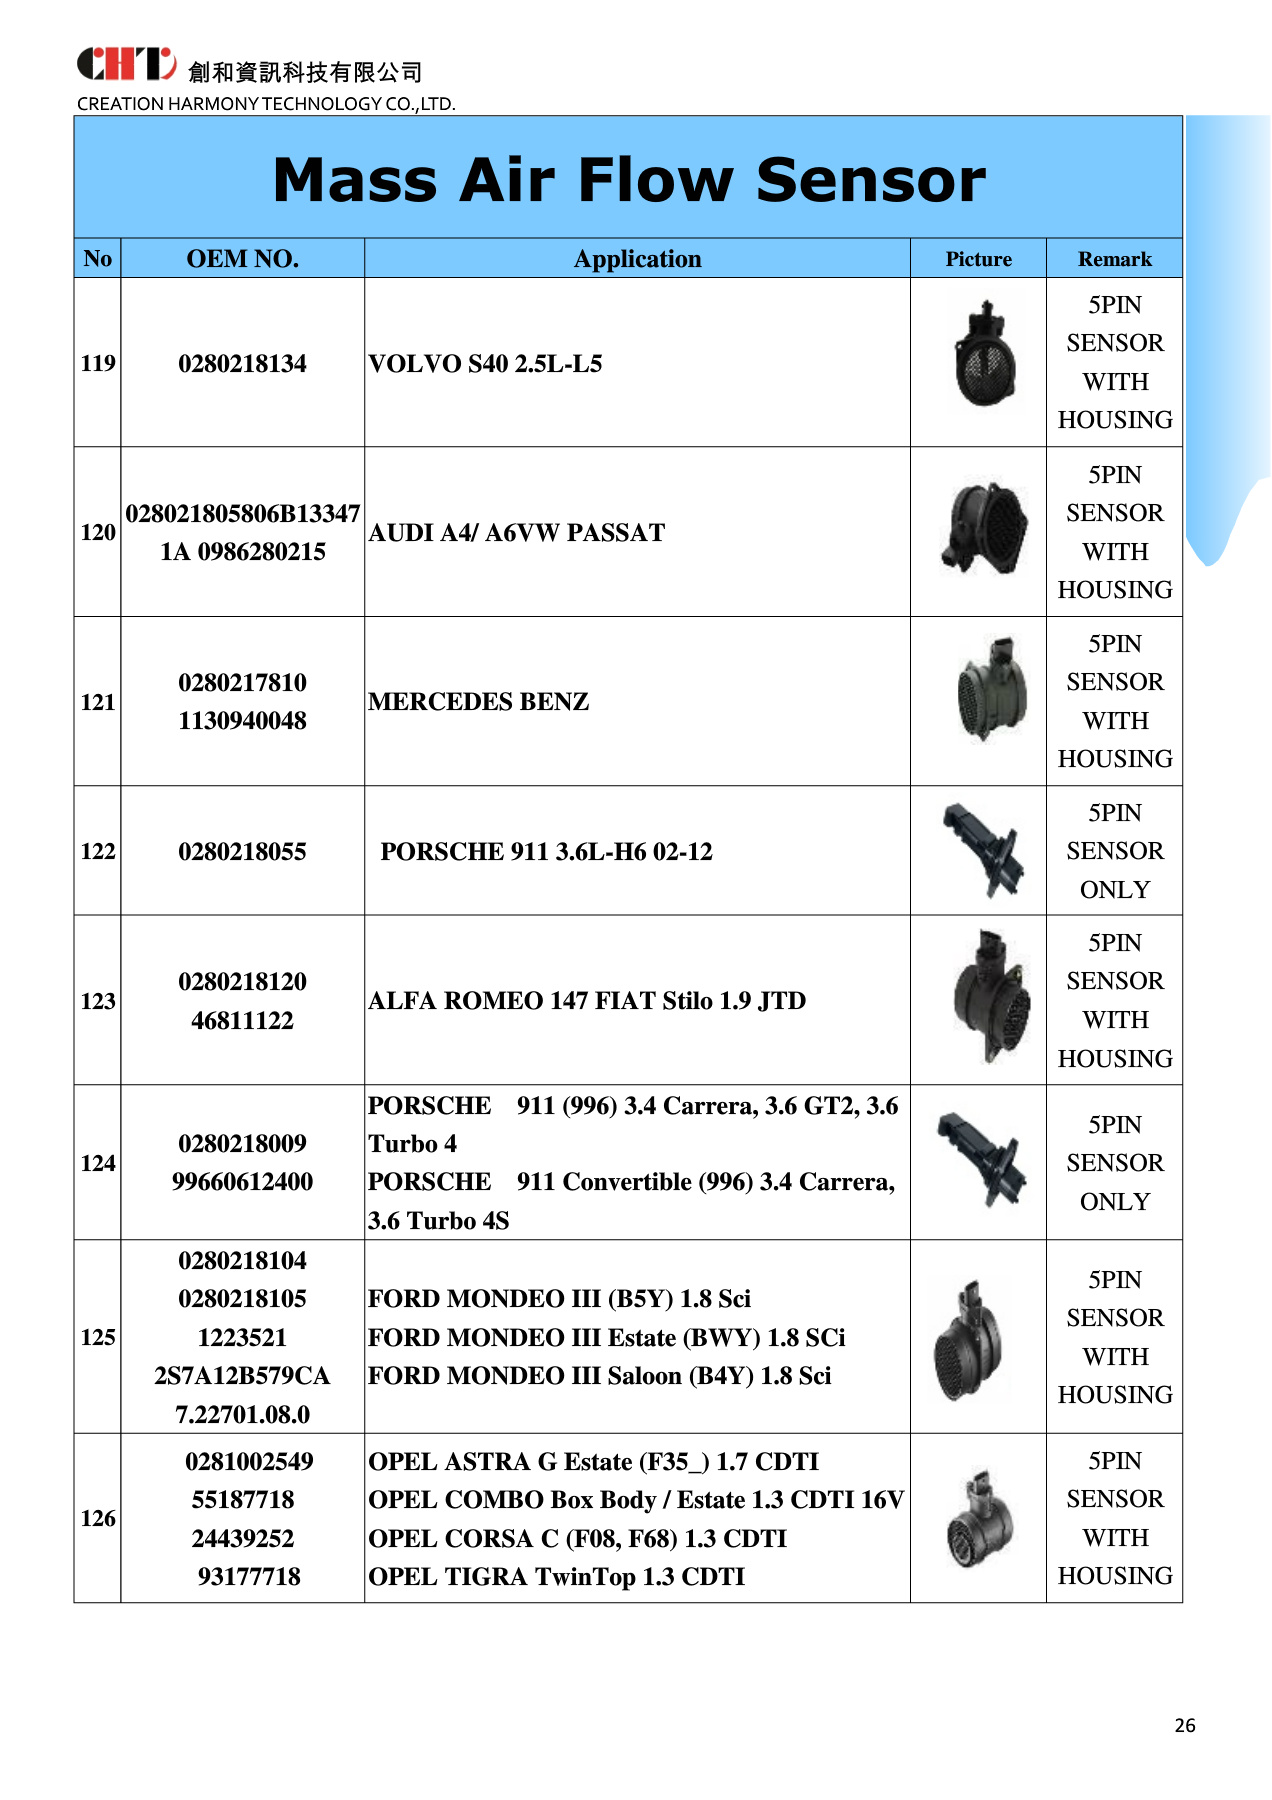 CHT 創和資訊科技有限公司
CREATION HARMONY TECHNOLOGY CO.,LTD.
Mass Air Flow Sensor
No OEM NO. Application Picture Remark
119 0280218134 VOLVO S40 2.5L-L5 5PIN
SENSOR
WITH
HOUSING
120 028021805806B13347
1A 0986280215 AUDI A4/ A6VW PASSAT 5PIN
SENSOR
WITH
HOUSING
121 0280217810
1130940048 MERCEDES BENZ 5PIN
SENSOR
WITH
HOUSING
122 0280218055 PORSCHE 911 3.6L-H6 02-12 5PIN
SENSOR
ONLY
123 0280218120
46811122 ALFA ROMEO 147 FIAT Stilo 1.9 JTD 5PIN
SENSOR
WITH
HOUSING
124 0280218009
99660612400 PORSCHE 911 (996) 3.4 Carrera, 3.6 GT2, 3.6
Turbo 4
PORSCHE 911 Convertible (996) 3.4 Carrera,
3.6 Turbo 4S 5PIN
SENSOR
ONLY
125 0280218104
0280218105
1223521
2S7A12B579CA
7.22701.08.0 FORD MONDEO III (B5Y) 1.8 Sci
FORD MONDEO III Estate (BWY) 1.8 SCi
FORD MONDEO III Saloon (B4Y) 1.8 Sci 5PIN
SENSOR
WITH
HOUSING
126 0281002549
55187718
24439252
93177718 OPEL ASTRA G Estate (F35_) 1.7 CDTI
OPEL COMBO Box Body / Estate 1.3 CDTI 16V
OPEL CORSA C (F08, F68) 1.3 CDTI
OPEL TIGRA TwinTop 1.3 CDTI 5PIN
SENSOR
WITH
HOUSING
26